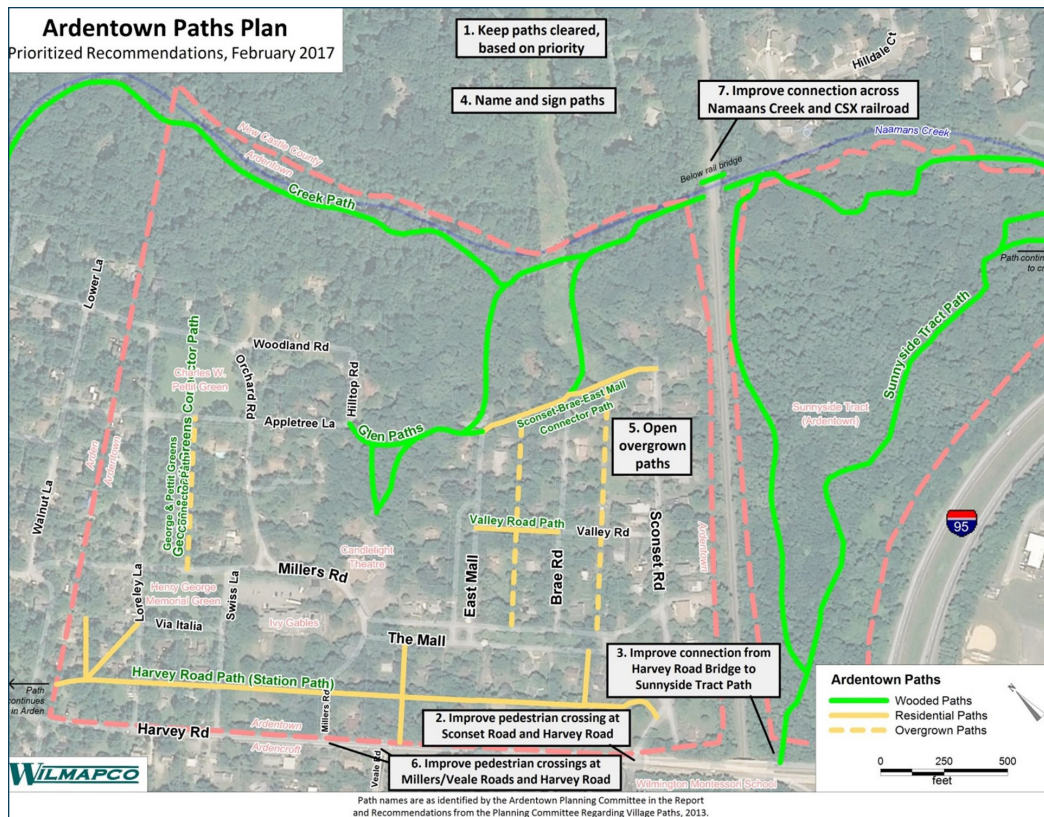 Ardentown Paths Plan
Prioritized Recommendations, February 2017
1. Keep paths cleared,
based on priority
4. Name and sign paths
7. Improve connection across
Namaans Creek and CSX railroad
Hilldale Ct
Naamans Creek
Below rail bridge
New Castle County
Ardentown
Creek Path
Path continues
to cr
Lower La
Woodland Rd
Orchard Rd
Hilltop Rd
Charles W.
Pettit Green
Appletree La
Glen Paths
Sconset-Brae-East Mall
Connector Path
5. Open
overgrown
paths
Sunnyside Tract Path
Sunnyside Tract
(Ardentown)
Arden
Ardentown
George & Pettit Greens
Connector Path
Greens Connector Path
Walnut La
Valley Road Path
Valley Rd
Sconset Rd
Ardentown
95
Candlelight
Theatre
Millers Rd
East Mall
Brae Rd
Henry George
Memorial Green
Loreley La
Swiss La
Via Italia
Ivy Gables
The Mall
Harvey Road Path (Station Path)
3. Improve connection from
Harvey Road Bridge to
Sunnyside Tract Path
Path
continues
in Arden
Millers Rd
Harvey Rd
Ardentown
Ardencroft
Veale Rd
2. Improve pedestrian crossing at
Sconset Road and Harvey Road
6. Improve pedestrian crossings at
Millers/Veale Roads and Harvey Road
Wilmington Montessori School
Ardentown Paths
Wooded Paths
Residential Paths
Overgrown Paths
N
0 250 500
feet
WILMAPCO
Path names are as identified by the Ardentown Planning Committee in the Report
and Recommendations from the Planning Committee Regarding Village Paths, 2013.